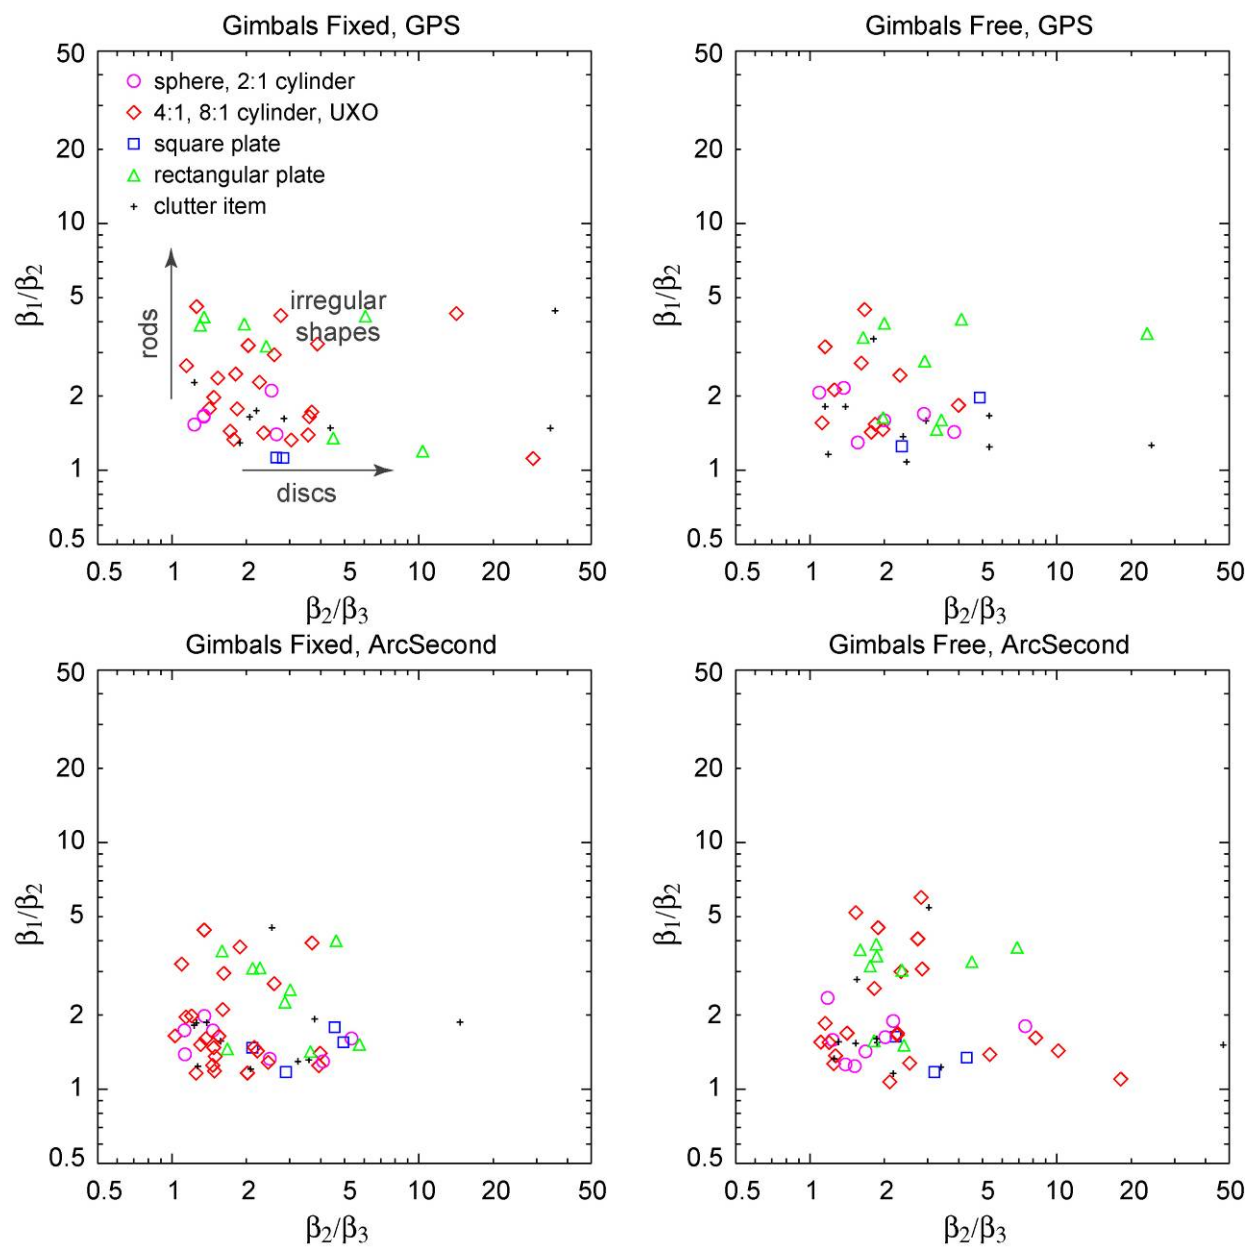 Gimbals Fixed, GPS
50
20
10
5
2
1
0.5
β1/β2
sphere, 2:1 cylinder
4:1, 8:1 cylinder, UXO
square plate
rectangular plate
clutter item
rods
irregular
shapes
discs
0.5 1 2 5 10 20 50
β2/β3
Gimbals Free, GPS
50
20
10
5
2
1
0.5
β1/β2
0.5 1 2 5 10 20 50
β2/β3
Gimbals Fixed, ArcSecond
50
20
10
5
2
1
0.5
β1/β2
0.5 1 2 5 10 20 50
β2/β3
Gimbals Free, ArcSecond
50
20
10
5
2
1
0.5
β1/β2
0.5 1 2 5 10 20 50
β2/β3